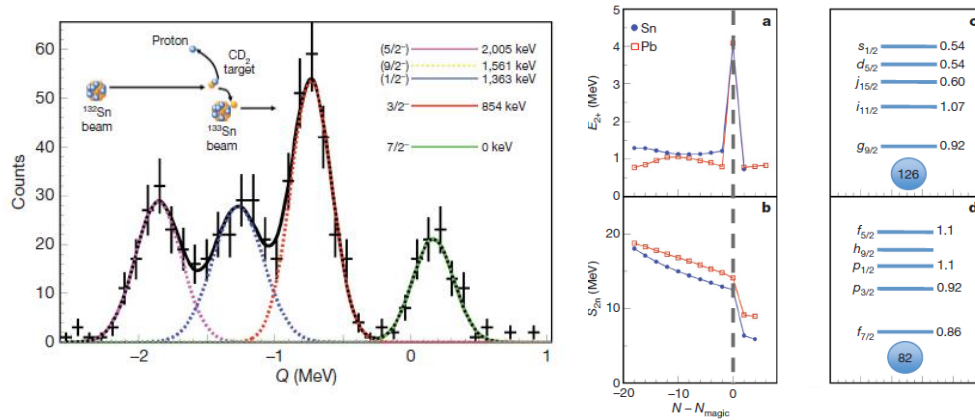 60
50
40
30
20
10
0
Counts
−2
−1
0
1
Q (MeV)
Proton
CD2
target
132Sn
beam
133Sn
beam
(5/2−) 2,005 keV
(9/2−) 1,561 keV
(1/2−) 1,363 keV
3/2− 854 keV
7/2− 0 keV
a
Sn
Pb
5
4
3
2
1
0
E2+ (MeV)
b
20
10
0
S2n (MeV)
−20
−10
0
N − Nmagic
c
s1/2 0.54
d5/2 0.54
j15/2 0.60
i11/2 1.07
g9/2 0.92
126
d
f5/2 1.1
h9/2
p1/2 1.1
p3/2 0.92
f7/2 0.86
82